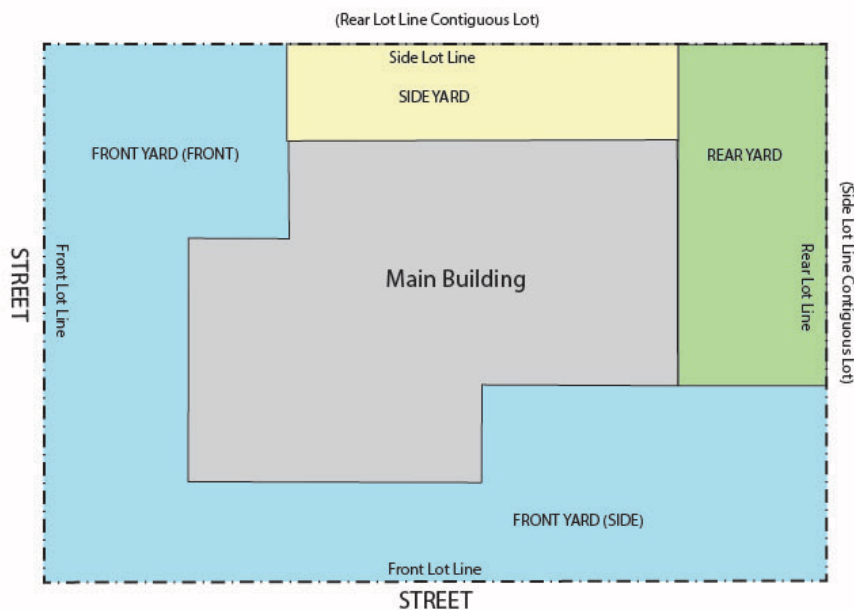 (Rear Lot Line Contiguous Lot)
Side Lot Line
SIDE YARD
FRONT YARD (FRONT)
REAR YARD
(Side Lot Line Contiguous Lot)
STREET
Front Lot Line
Main Building
Rear Lot Line
FRONT YARD (SIDE)
Front Lot Line
STREET